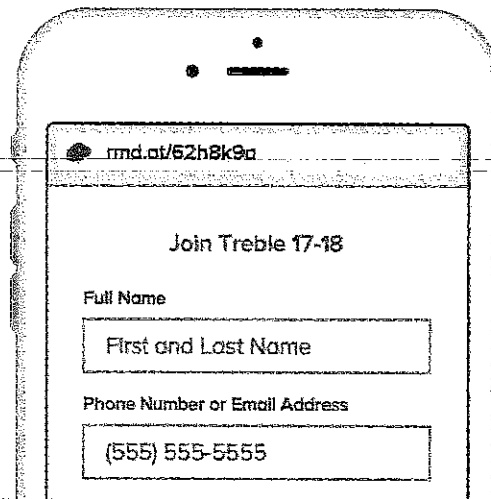 rmd.at/62h8k9a
Join Treble 17-18
Full Name
First and Last Name
Phone Number or Email Address
(555) 555-5555